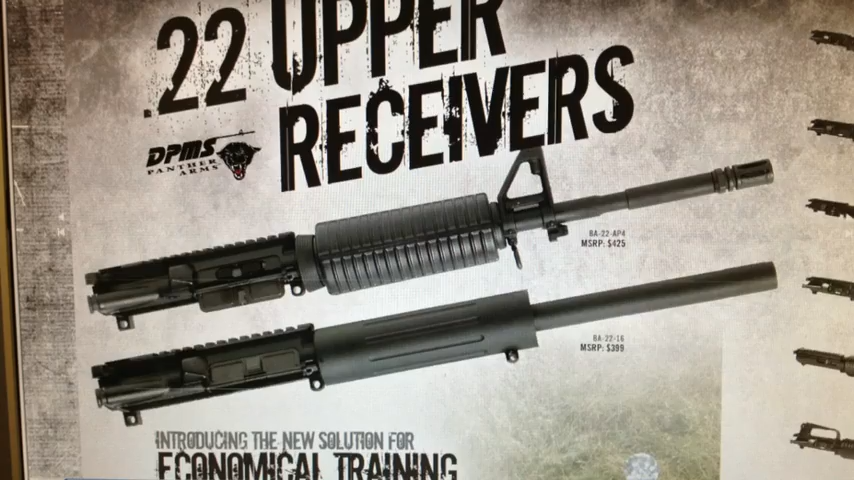 .22 UPPER
RECEIVERS
DPMS
PANTHER
ARMS
BA-22-AP4
MSRP: $425
BA-22-16
MSRP: $399
INTRODUCING THE NEW SOLUTION FOR
ECONOMICAL TRAINING